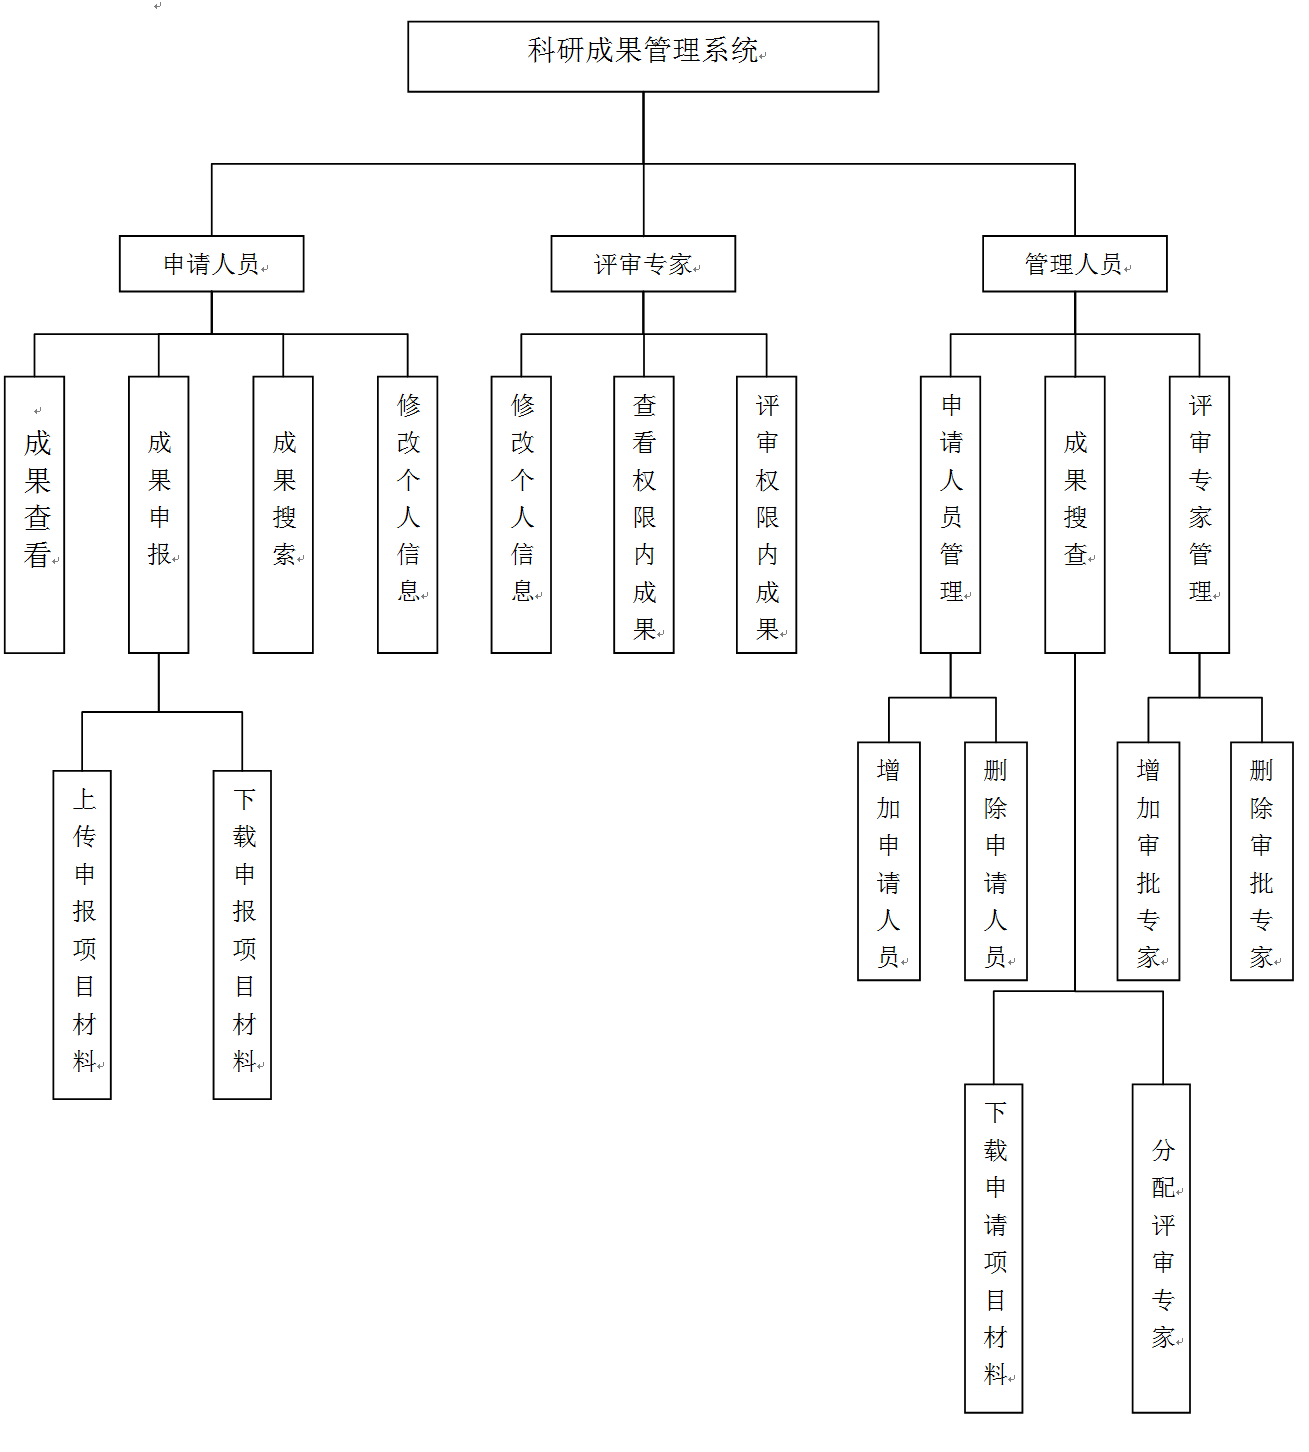 科研成果管理系统
申请人员
评审专家
管理人员
成果查看
成果申报
成果搜索
修改个人信息
修改个人信息
查看权限内成果
评审权限内成果
申请人员管理
成果搜查
评审专家管理
上传申报项目材料
下载申报项目材料
增加申请人员
删除申请人员
增加审批专家
删除审批专家
下载申请项目材料
分配评审专家